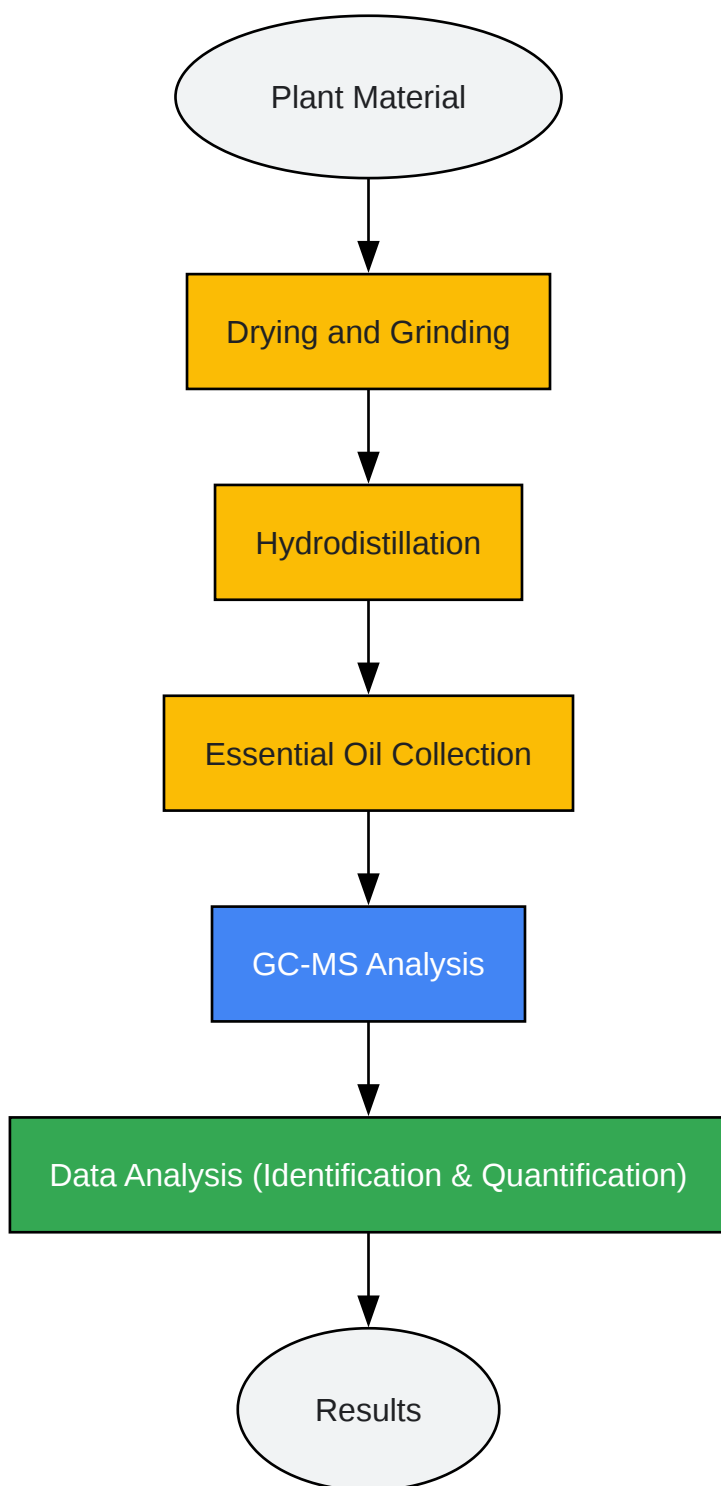 Plant Material
Drying and Grinding
Hydrodistillation
Essential Oil Collection
GC-MS Analysis
Data Analysis (Identification & Quantification)
Results